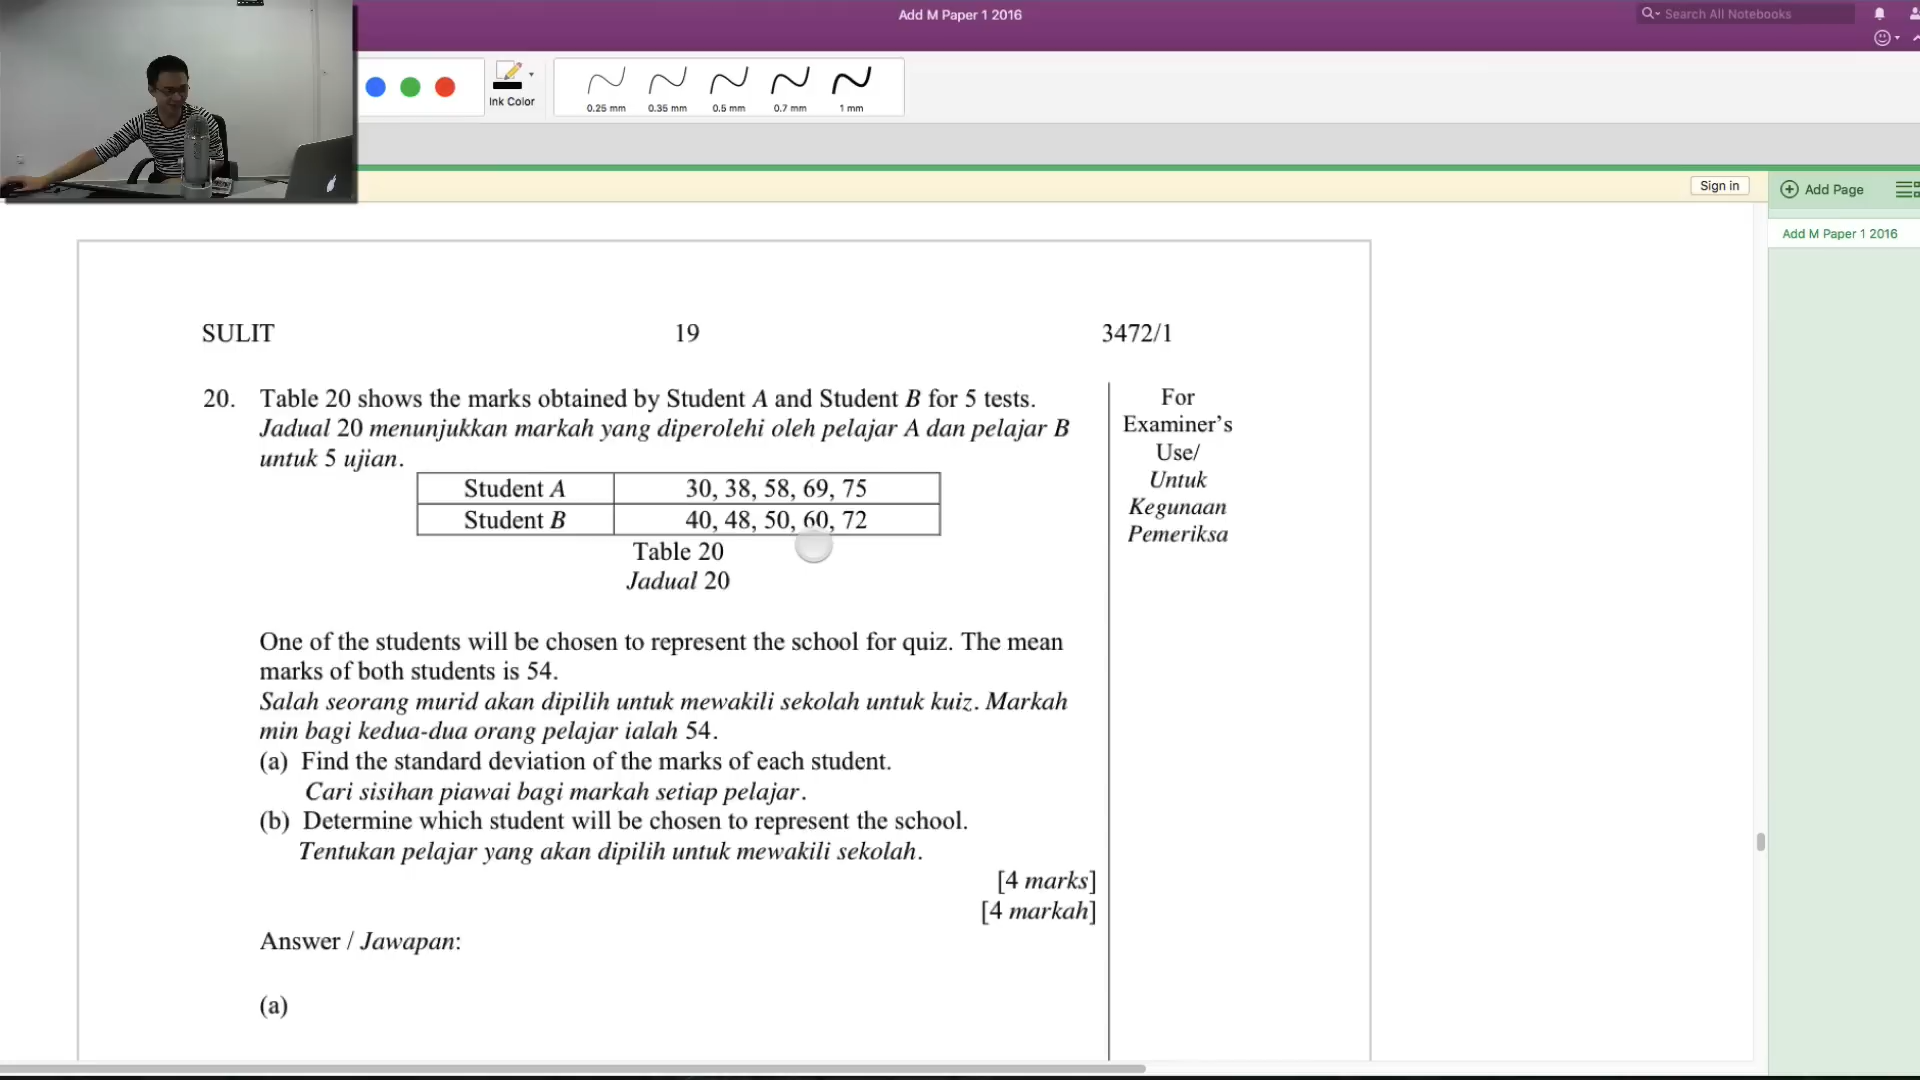 Add M Paper 1 2016
Search All Notebooks
Ink Color
0.25 mm
0.35 mm
0.5 mm
0.7 mm
1 mm
Sign in
Add Page
Add M Paper 1 2016
SULIT 19 3472/1
20. Table 20 shows the marks obtained by Student A and Student B for 5 tests.
Jadual 20 menunjukkan markah yang diperolehi oleh pelajar A dan pelajar B
untuk 5 ujian.
Student A 30, 38, 58, 69, 75
Student B 40, 48, 50, 60, 72
Table 20
Jadual 20
One of the students will be chosen to represent the school for quiz. The mean
marks of both students is 54.
Salah seorang murid akan dipilih untuk mewakili sekolah untuk kuiz. Markah
min bagi kedua-dua orang pelajar ialah 54.
(a) Find the standard deviation of the marks of each student.
Cari sisihan piawai bagi markah setiap pelajar.
(b) Determine which student will be chosen to represent the school.
Tentukan pelajar yang akan dipilih untuk mewakili sekolah.
[4 marks]
[4 markah]
Answer / Jawapan:
(a)
For
Examiner's
Use/
Untuk
Kegunaan
Pemeriksa